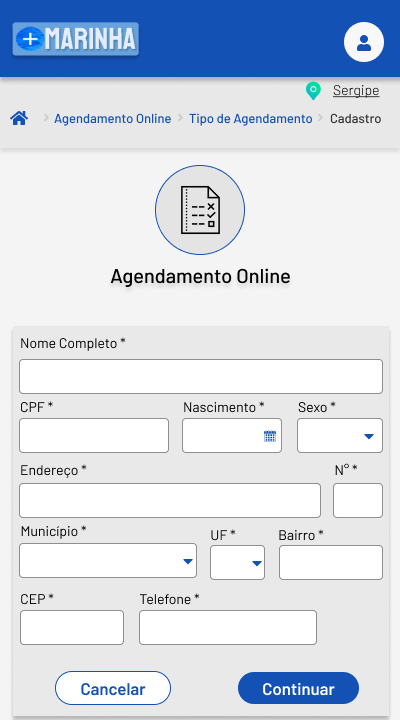 MARINHA
Sergipe
Agendamento Online
Tipo de Agendamento
Cadastro
Agendamento Online
Nome Completo *
CPF * Nascimento * Sexo *
Endereço * N° *
Município * UF * Bairro *
CEP * Telefone *
Cancelar Continuar